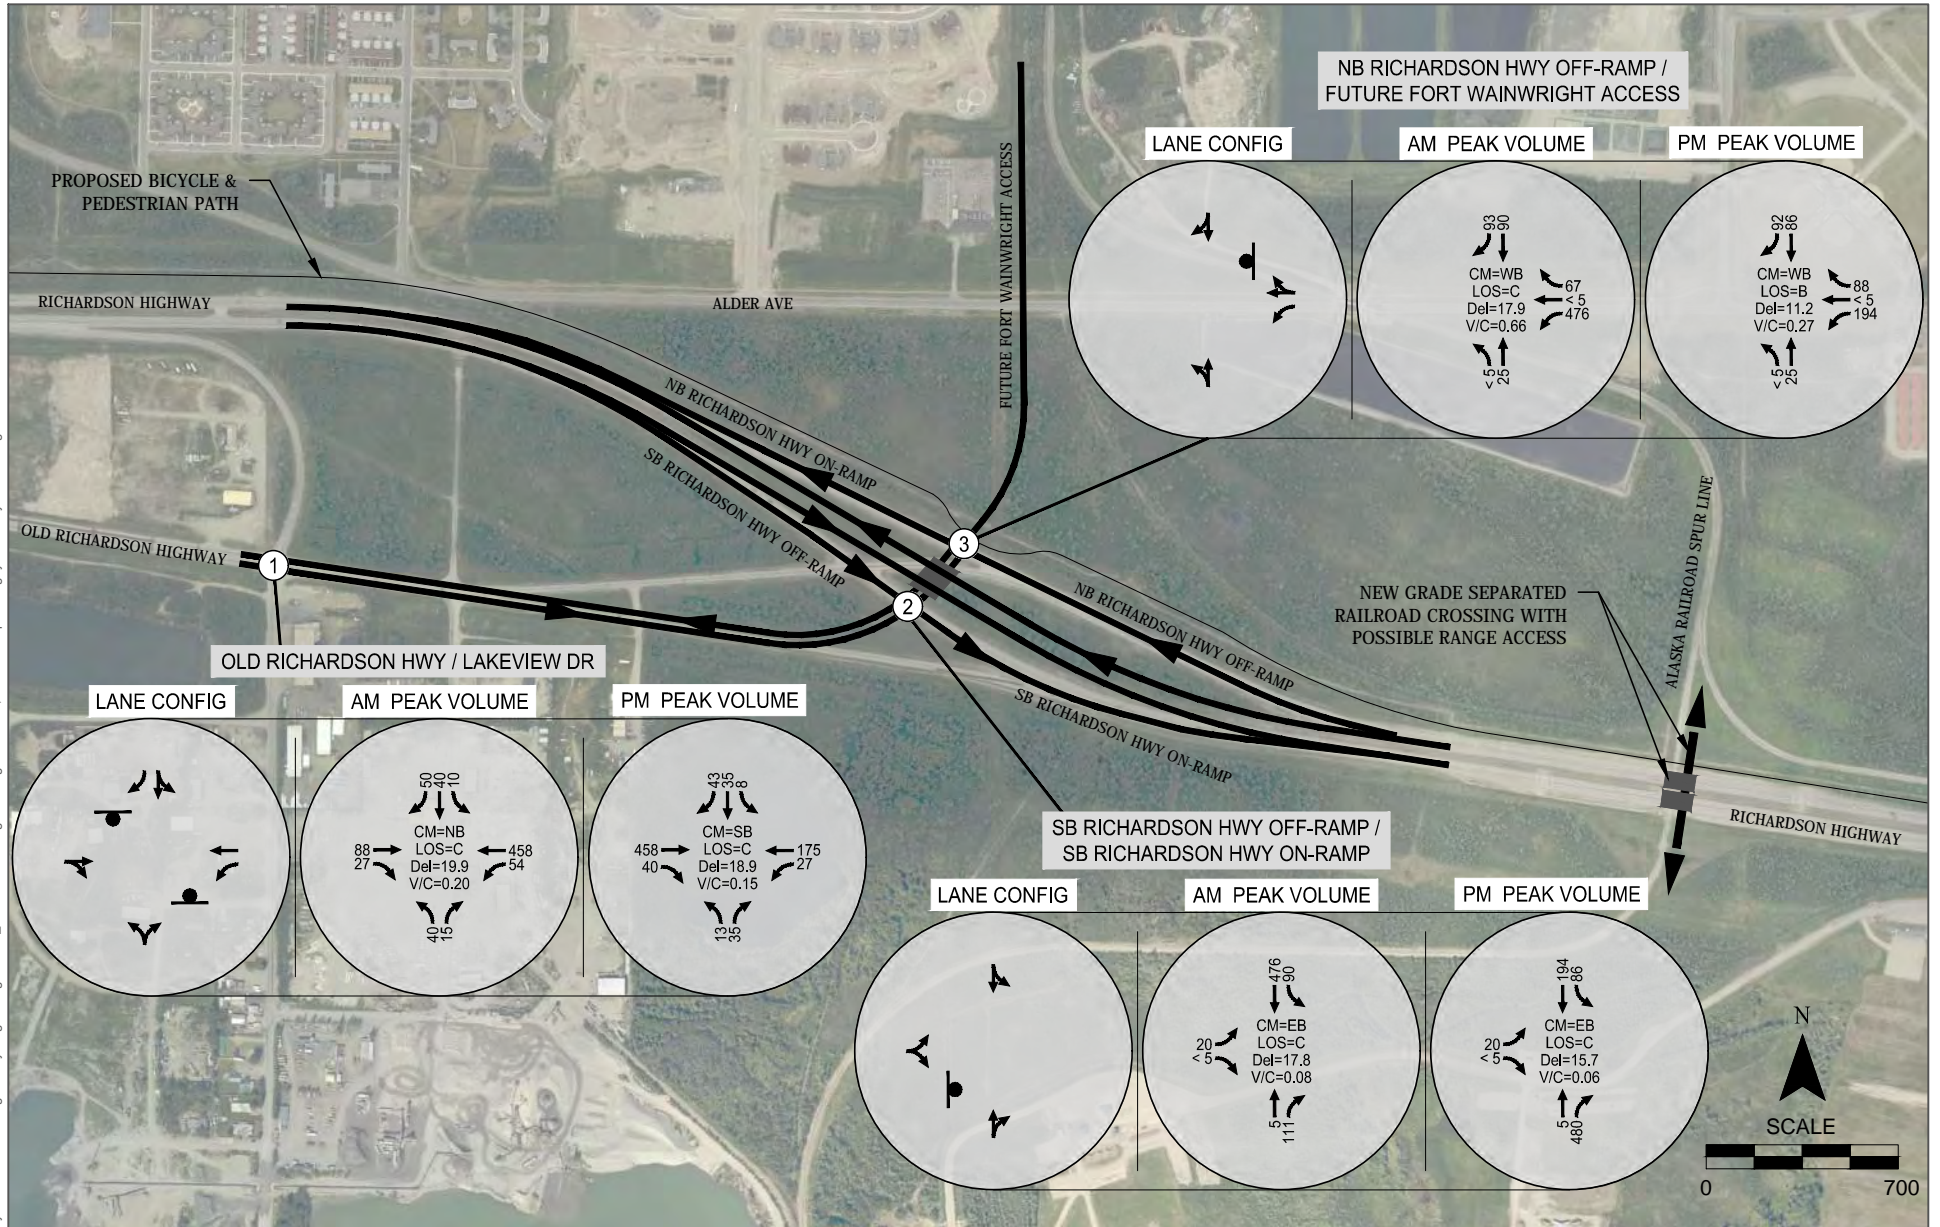 NB RICHARDSON HWY OFF-RAMP /
FUTURE FORT WAINWRIGHT ACCESS
LANE CONFIG
AM PEAK VOLUME
PM PEAK VOLUME
93
90
CM=WB
LOS=C
Del=17.9
V/C=0.66
67
< 5
476
< 5
25
92
86
CM=WB
LOS=B
Del=11.2
V/C=0.27
88
< 5
194
< 5
25
PROPOSED BICYCLE &
PEDESTRIAN PATH
RICHARDSON HIGHWAY
ALDER AVE
FUTURE FORT WAINWRIGHT ACCESS
NB RICHARDSON HWY ON-RAMP
SB RICHARDSON HWY OFF-RAMP
OLD RICHARDSON HIGHWAY
1
2
3
NB RICHARDSON HWY OFF-RAMP
SB RICHARDSON HWY ON-RAMP
NEW GRADE SEPARATED
RAILROAD CROSSING WITH
POSSIBLE RANGE ACCESS
ALASKA RAILROAD SPUR LINE
RICHARDSON HIGHWAY
OLD RICHARDSON HWY / LAKEVIEW DR
LANE CONFIG
AM PEAK VOLUME
PM PEAK VOLUME
50
40
10
88
27
CM=NB
LOS=C
Del=19.9
V/C=0.20
458
54
40
15
43
35
8
458
40
CM=SB
LOS=C
Del=18.9
V/C=0.15
175
27
13
35
SB RICHARDSON HWY OFF-RAMP /
SB RICHARDSON HWY ON-RAMP
LANE CONFIG
AM PEAK VOLUME
PM PEAK VOLUME
476
90
20
< 5
CM=EB
LOS=C
Del=17.8
V/C=0.08
5
111
194
86
20
< 5
CM=EB
LOS=C
Del=15.7
V/C=0.06
5
480
N
SCALE
0
700